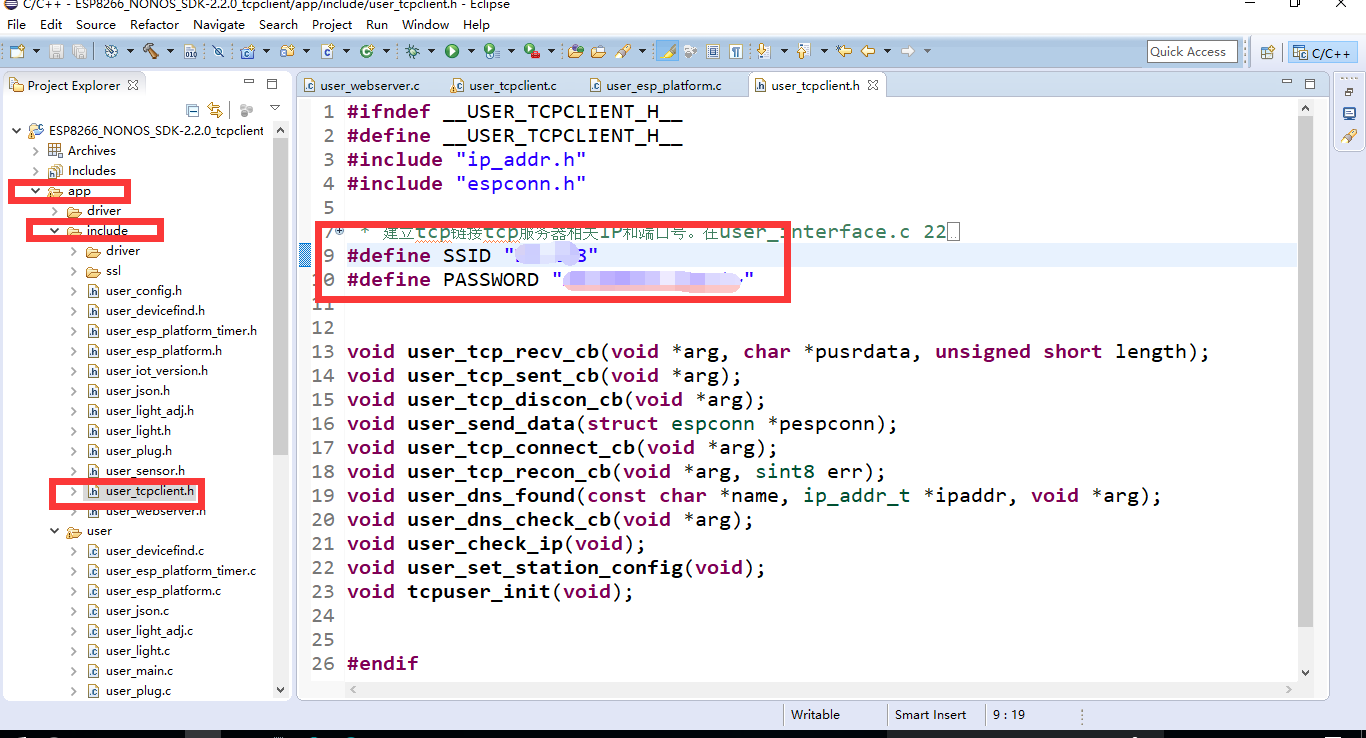 C/C++ - ESP8266_NONOS_SDK-2.2.0_tcpclient/app/include/user_tcpclient.h - Eclipse
File Edit Source Refactor Navigate Search Project Run Window Help
Quick Access
C/C++
Project Explorer
user_webserver.c
user_tcpclient.c
user_esp_platform.c
user_tcpclient.h
ESP8266_NONOS_SDK-2.2.0_tcpclient
Archives
Includes
app
driver
include
driver
ssl
user_config.h
user_devicefind.h
user_esp_platform_timer.h
user_esp_platform.h
user_iot_version.h
user_json.h
user_light_adj.h
user_light.h
user_plug.h
user_sensor.h
user_tcpclient.h
user_webserver.h
user
user_devicefind.c
user_esp_platform_timer.c
user_esp_platform.c
user_json.c
user_light_adj.c
user_light.c
user_main.c
user_plug.c
1 #ifndef __USER_TCPCLIENT_H__
2 #define __USER_TCPCLIENT_H__
3 #include "ip_addr.h"
4 #include "espconn.h"
5
7 * 建立tcp链接tcp服务器相关IP和端口号。在user_interface.c 22
9 #define SSID "3"
10 #define PASSWORD ""
11
12
13 void user_tcp_recv_cb(void *arg, char *pusrdata, unsigned short length);
14 void user_tcp_sent_cb(void *arg);
15 void user_tcp_discon_cb(void *arg);
16 void user_send_data(struct espconn *pespconn);
17 void user_tcp_connect_cb(void *arg);
18 void user_tcp_recon_cb(void *arg, sint8 err);
19 void user_dns_found(const char *name, ip_addr_t *ipaddr, void *arg);
20 void user_dns_check_cb(void *arg);
21 void user_check_ip(void);
22 void user_set_station_config(void);
23 void tcpuser_init(void);
24
25
26 #endif
Writable
Smart Insert
9 : 19